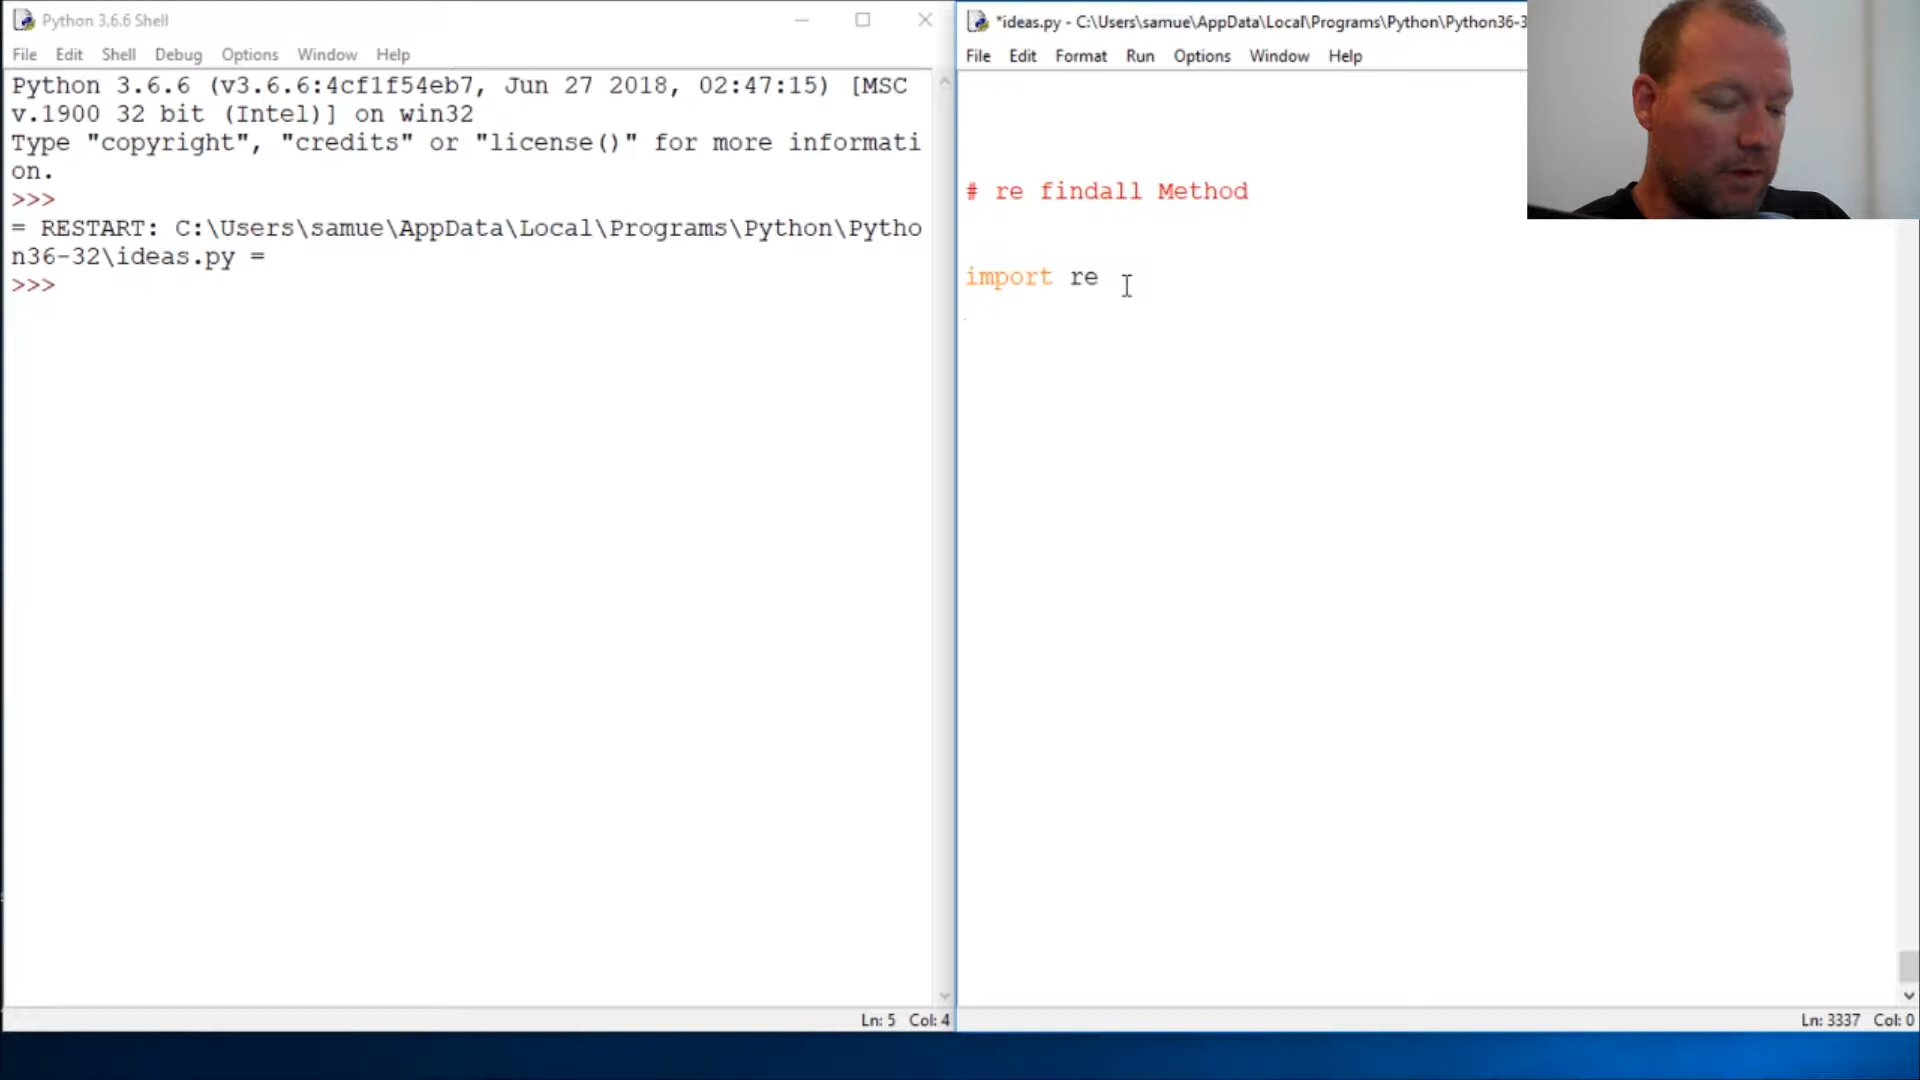 Python 3.6.6 Shell
File Edit Shell Debug Options Window Help
Python 3.6.6 (v3.6.6:4cf1f54eb7, Jun 27 2018, 02:47:15) [MSC
v.1900 32 bit (Intel)] on win32
Type "copyright", "credits" or "license()" for more informati
on.
>>>
= RESTART: C:\Users\samue\AppData\Local\Programs\Python\Pytho
n36-32\ideas.py =
>>>
Ln: 5 Col: 4
*ideas.py - C:\Users\samue\AppData\Local\Programs\Python\Python36-3
File Edit Format Run Options Window Help
# re findall Method
import re
Ln: 3337 Col: 0